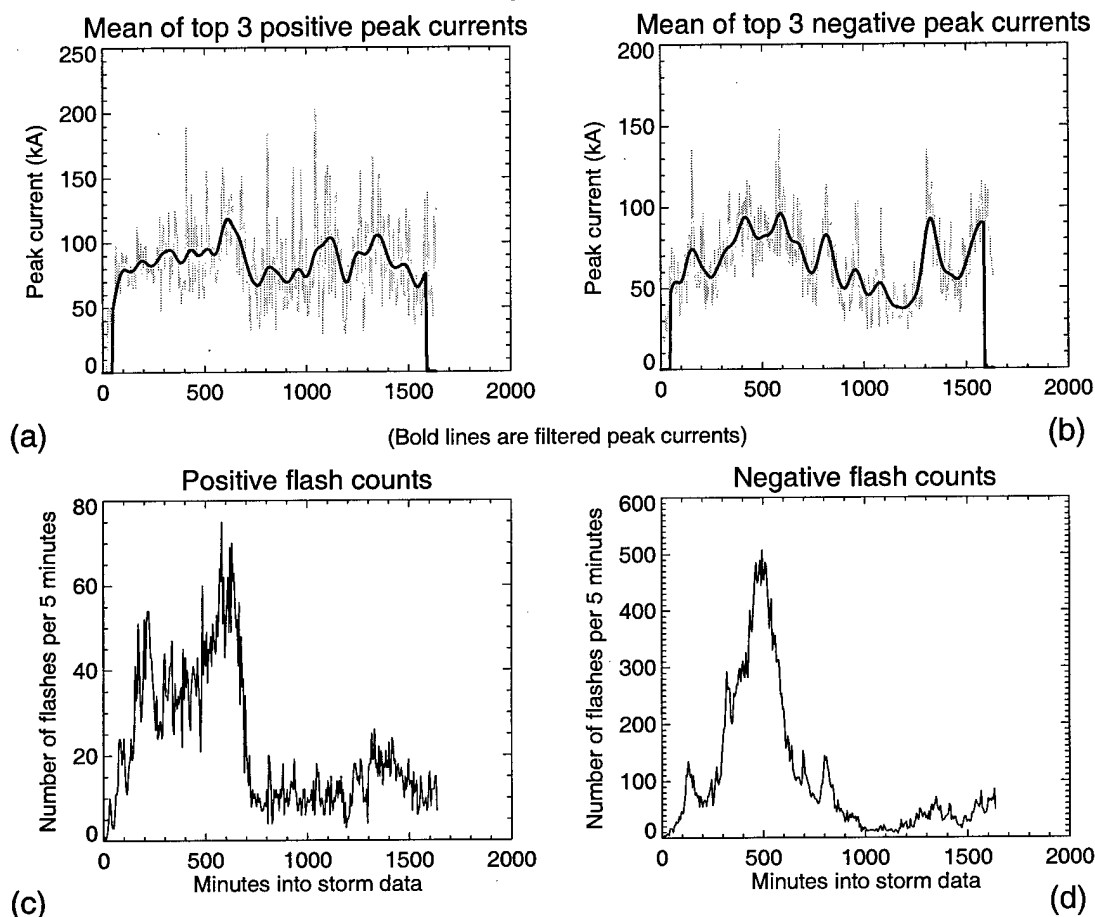 Mean of top 3 positive peak currents
Peak current (kA)
250
200
150
100
50
0
0 500 1000 1500 2000
(a)
Mean of top 3 negative peak currents
Peak current (kA)
200
150
100
50
0
0 500 1000 1500 2000
(b)
(Bold lines are filtered peak currents)
Positive flash counts
Number of flashes per 5 minutes
80
60
40
20
0
0 500 1000 1500 2000
Minutes into storm data
(c)
Negative flash counts
Number of flashes per 5 minutes
600
500
400
300
200
100
0
0 500 1000 1500 2000
Minutes into storm data
(d)